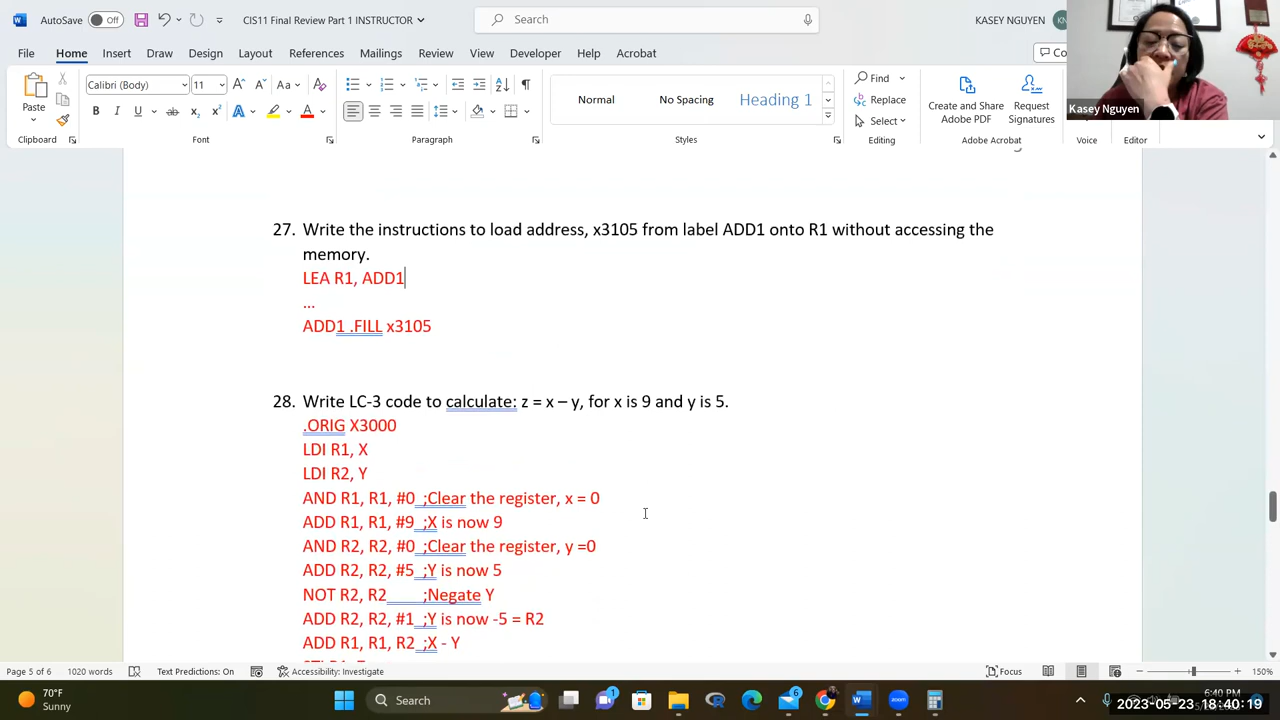 AutoSave Off
CIS11 Final Review Part 1 INSTRUCTOR
Search
KASEY NGUYEN
KN
File Home Insert Draw Design Layout References Mailings Review View Developer Help Acrobat
Paste
Clipboard
Calibri (Body) 11
Font
Paragraph
Normal
No Spacing
Heading 1
Styles
Find
Replace
Select
Editing
Create and Share
Adobe PDF
Request
Signatures
Adobe Acrobat
Voice
Editor
Kasey Nguyen
27. Write the instructions to load address, x3105 from label ADD1 onto R1 without accessing the
memory.
LEA R1, ADD1
...
ADD1 .FILL x3105
28. Write LC-3 code to calculate: z = x – y, for x is 9 and y is 5.
.ORIG X3000
LDI R1, X
LDI R2, Y
AND R1, R1, #0 ;Clear the register, x = 0
ADD R1, R1, #9 ;X is now 9
AND R2, R2, #0 ;Clear the register, y =0
ADD R2, R2, #5 ;Y is now 5
NOT R2, R2 ;Negate Y
ADD R2, R2, #1 ;Y is now -5 = R2
ADD R1, R1, R2 ;X - Y
Page 5 of 6
1020 words
Text Predictions: On
Accessibility: Investigate
Focus
150%
70°F
Sunny
Search
6:40 PM
2023-05-23 18:40:19